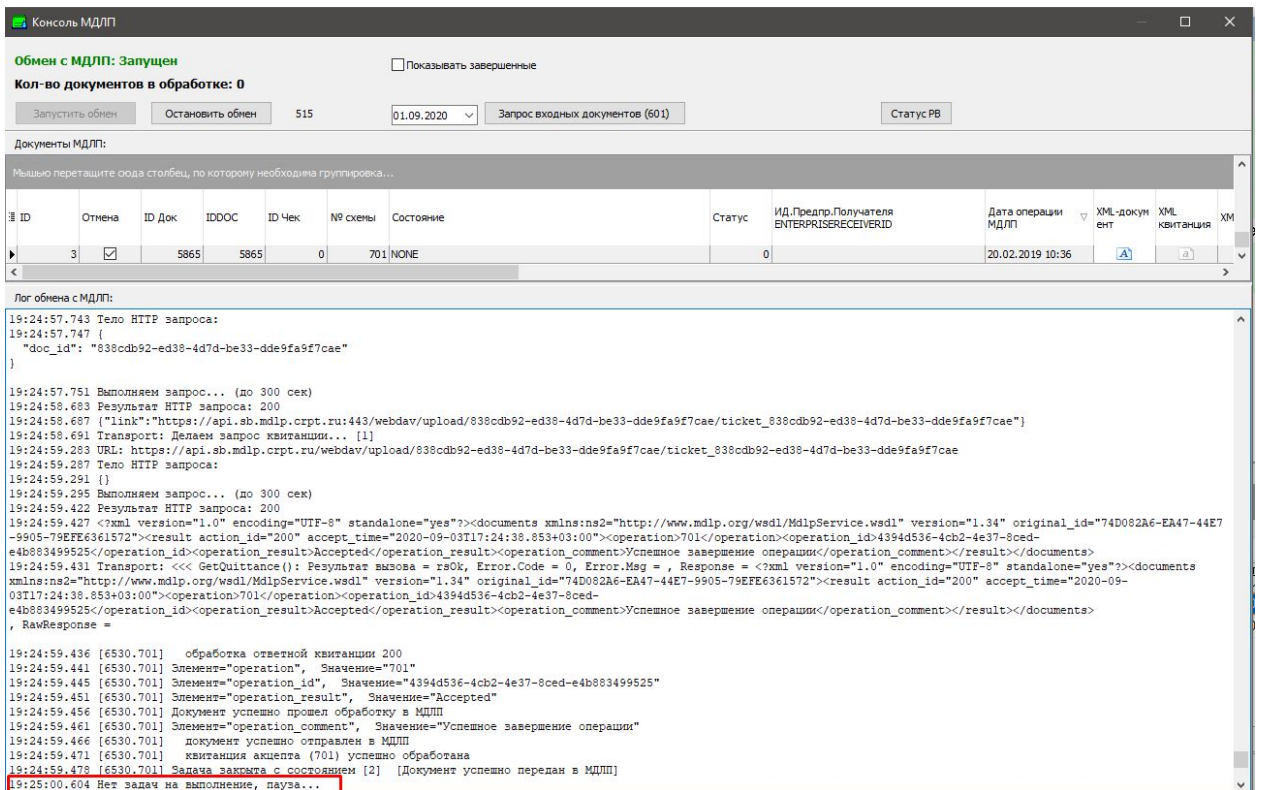 Консоль МДЛП
Обмен с МДЛП: Запущен
Показывать завершенные
Кол-во документов в обработке: 0
Запустить обмен Остановить обмен 515 01.09.2020 Запрос входных документов (601) Статус РВ
Документы МДЛП:
Мышью перетащите сюда столбец, по которому необходима группировка...
ID Отмена ID Док IDDOC ID Чек № схемы Состояние Статус ИД.Предпр.Получателя ENTERPRISERECEIVERID Дата операции МДЛП XML-докум ент XML квитанция XM
3 5865 5865 0 701 NONE 0 20.02.2019 10:36 A a
Лог обмена с МДЛП:
19:24:57.743 Тело HTTP запроса:
19:24:57.747 {
"doc_id": "838cdb92-ed38-4d7d-be33-dde9fa9f7cae"
}
19:24:57.751 Выполняем запрос... (до 300 сек)
19:24:58.683 Результат HTTP запроса: 200
19:24:58.687 {"link":"https://api.sb.mdlp.crpt.ru:443/webdav/upload/838cdb92-ed38-4d7d-be33-dde9fa9f7cae/ticket_838cdb92-ed38-4d7d-be33-dde9fa9f7cae"}
19:24:58.691 Transport: Делаем запрос квитанции... [1]
19:24:59.283 URL: https://api.sb.mdlp.crpt.ru/webdav/upload/838cdb92-ed38-4d7d-be33-dde9fa9f7cae/ticket_838cdb92-ed38-4d7d-be33-dde9fa9f7cae
19:24:59.287 Тело HTTP запроса:
19:24:59.291 {}
19:24:59.295 Выполняем запрос... (до 300 сек)
19:24:59.422 Результат HTTP запроса: 200
19:24:59.427 <?xml version="1.0" encoding="UTF-8" standalone="yes"?><documents xmlns:ns2="http://www.mdlp.org/wsdl/MdlpService.wsdl" version="1.34" original_id="74D082A6-EA47-44E7
-9905-79EFE6361572"><result action_id="200" accept_time="2020-09-03T17:24:38.853+03:00"><operation>701</operation><operation_id>4394d536-4cb2-4e37-8ced-
e4b883499525</operation_id><operation_result>Accepted</operation_result><operation_comment>Успешное завершение операции</operation_comment></result></documents>
19:24:59.431 Transport: <<< GetQuittance(): Результат вызова = rsOk, Error.Code = 0, Error.Msg = , Response = <?xml version="1.0" encoding="UTF-8" standalone="yes"?><documents
xmlns:ns2="http://www.mdlp.org/wsdl/MdlpService.wsdl" version="1.34" original_id="74D082A6-EA47-44E7-9905-79EFE6361572"><result action_id="200" accept_time="2020-09-
03T17:24:38.853+03:00"><operation>701</operation><operation_id>4394d536-4cb2-4e37-8ced-
e4b883499525</operation_id><operation_result>Accepted</operation_result><operation_comment>Успешное завершение операции</operation_comment></result></documents>
, RawResponse =
19:24:59.436 [6530.701] обработка ответной квитанции 200
19:24:59.441 [6530.701] Элемент="operation", Значение="701"
19:24:59.445 [6530.701] Элемент="operation_id", Значение="4394d536-4cb2-4e37-8ced-e4b883499525"
19:24:59.451 [6530.701] Элемент="operation_result", Значение="Accepted"
19:24:59.456 [6530.701] Документ успешно прошел обработку в МДЛП
19:24:59.461 [6530.701] Элемент="operation_comment", Значение="Успешное завершение операции"
19:24:59.466 [6530.701] документ успешно отправлен в МДЛП
19:24:59.471 [6530.701] квитанция акцепта (701) успешно обработана
19:24:59.478 [6530.701] Задача закрыта с состоянием [2] [Документ успешно передан в МДЛП]
19:25:00.604 Нет задач на выполнение, пауза...